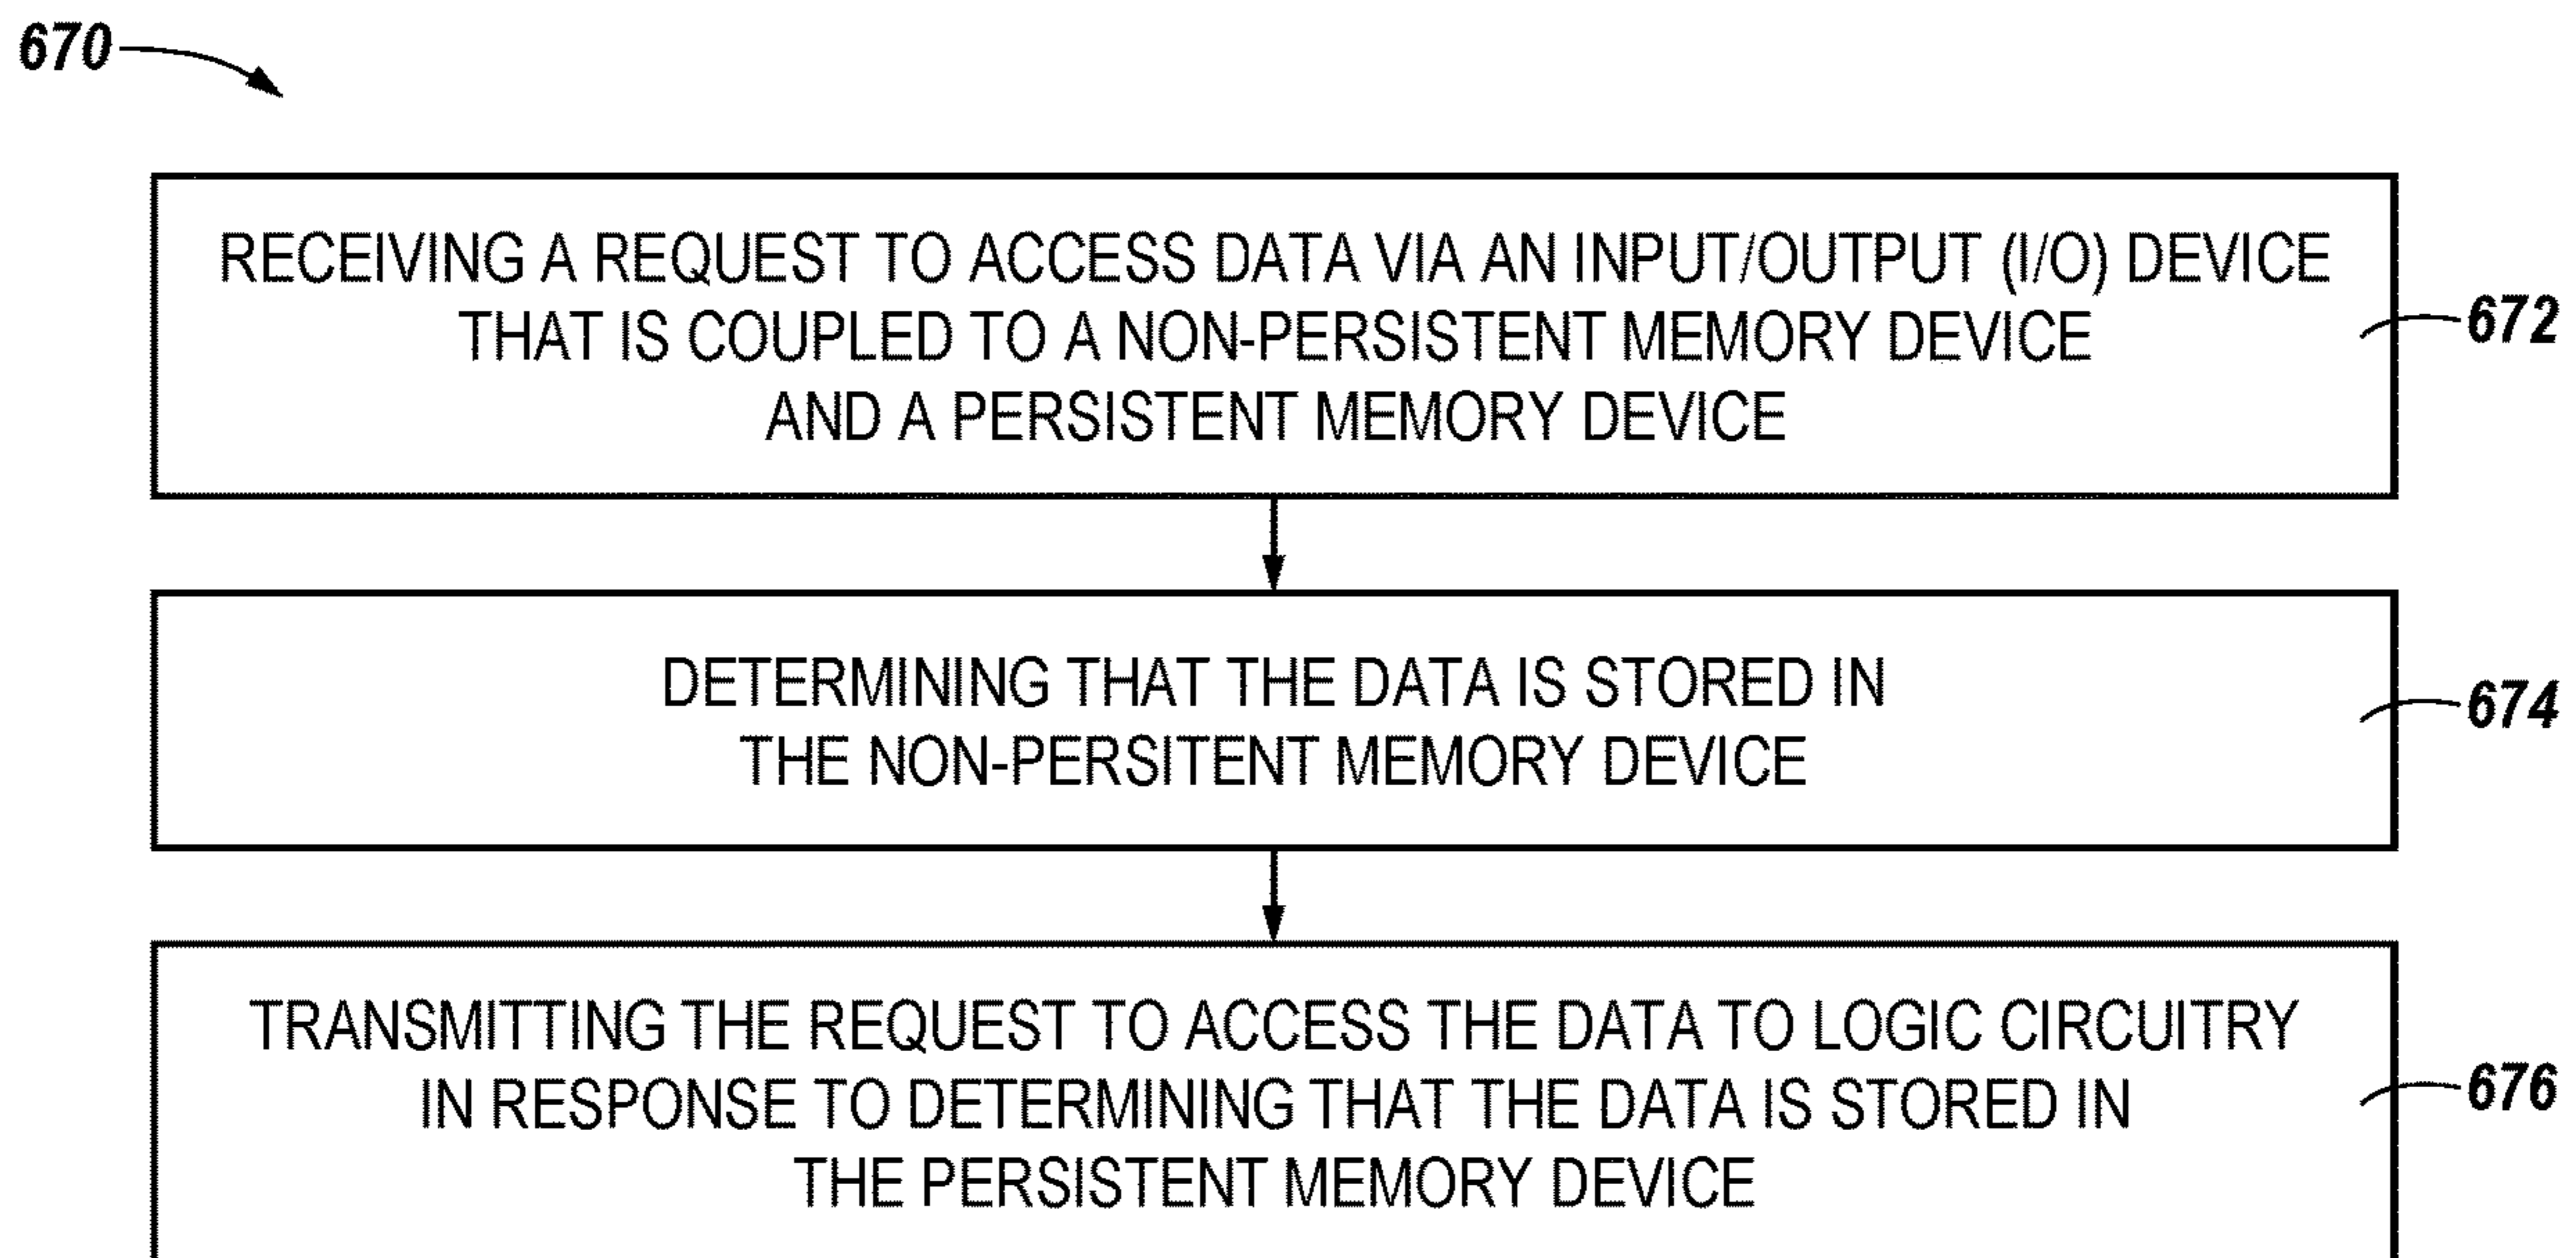 670
RECEIVING A REQUEST TO ACCESS DATA VIA AN INPUT/OUTPUT (I/O) DEVICE
THAT IS COUPLED TO A NON-PERSISTENT MEMORY DEVICE
AND A PERSISTENT MEMORY DEVICE
672
DETERMINING THAT THE DATA IS STORED IN
THE NON-PERSITENT MEMORY DEVICE
674
TRANSMITTING THE REQUEST TO ACCESS THE DATA TO LOGIC CIRCUITRY
IN RESPONSE TO DETERMINING THAT THE DATA IS STORED IN
THE PERSISTENT MEMORY DEVICE
676